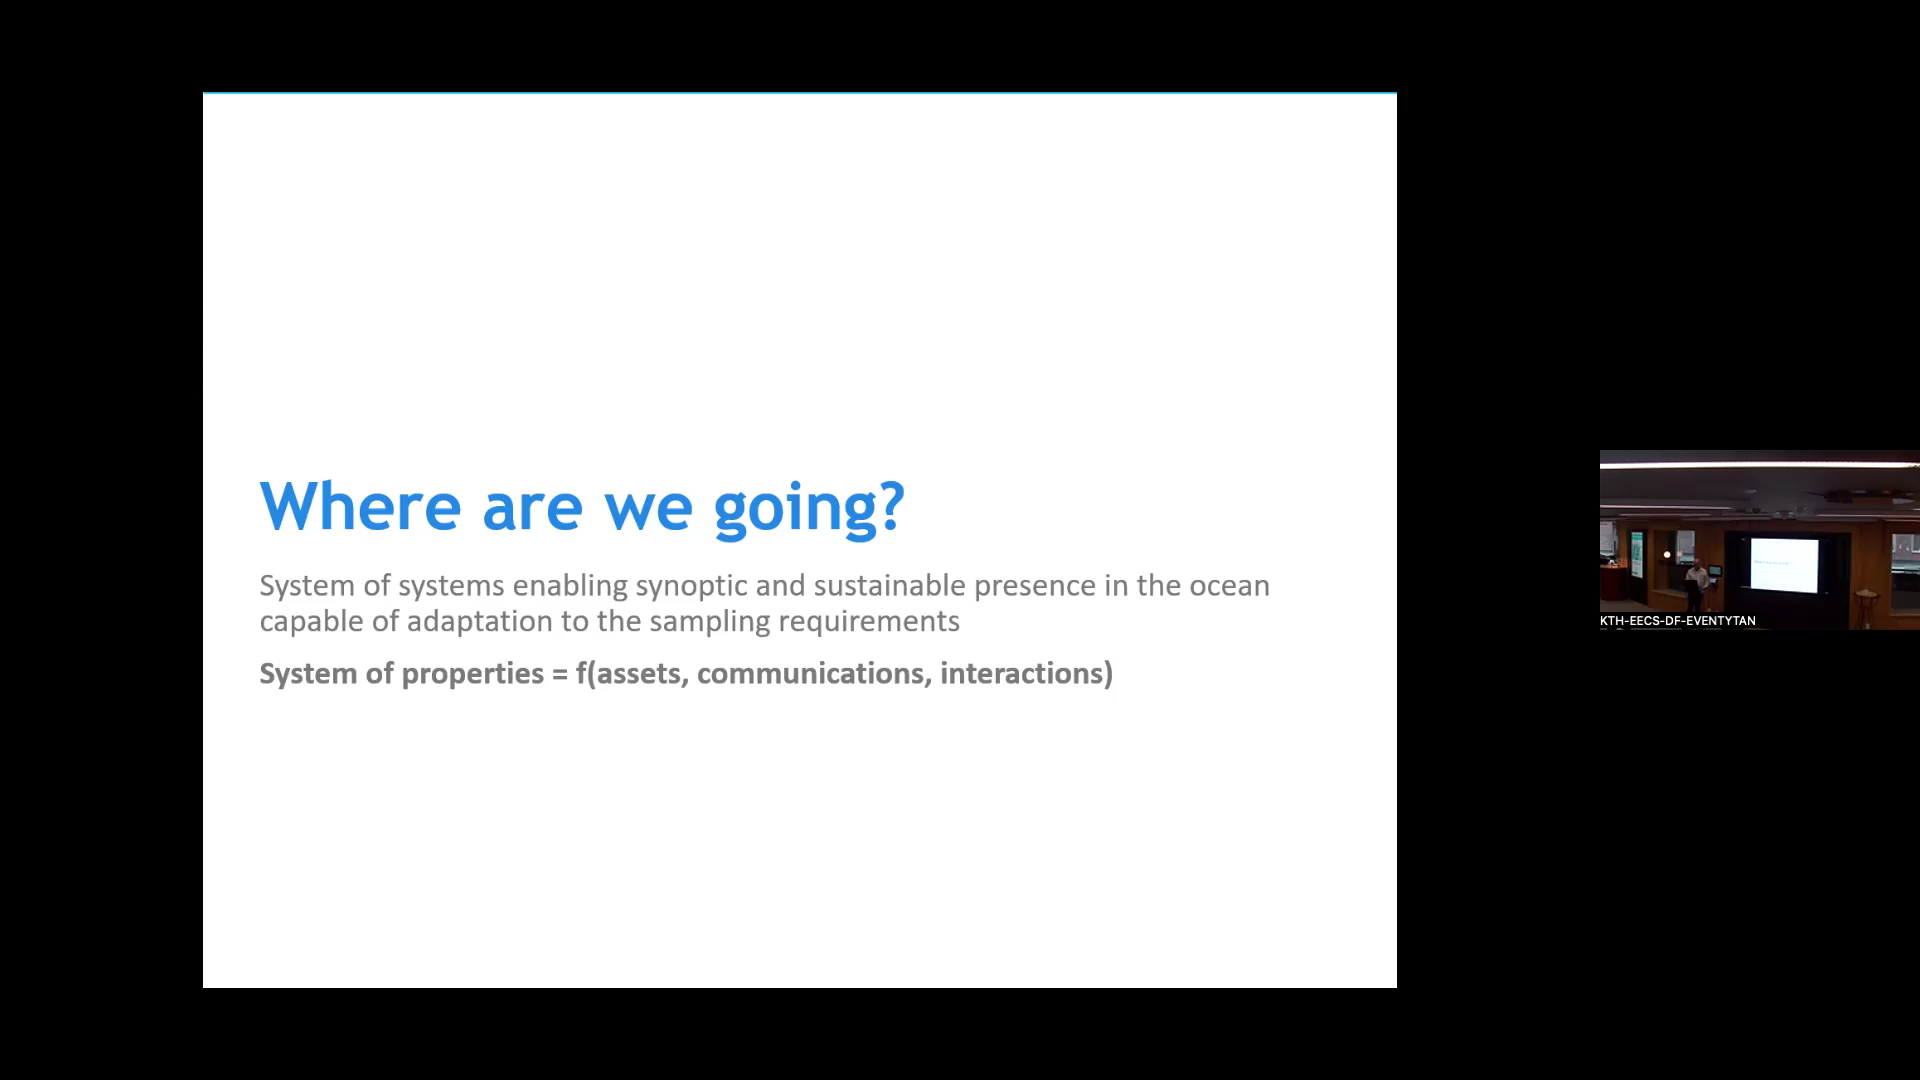 Where are we going?
System of systems enabling synoptic and sustainable presence in the ocean
capable of adaptation to the sampling requirements
System of properties = f(assets, communications, interactions)
KTH-EECS-DF-EVENTYTAN